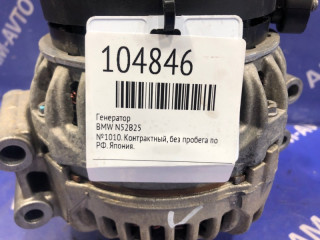 104846
Генератор
BMW N52B25
№1010. Контрактный, без пробега по
РФ. Япония.